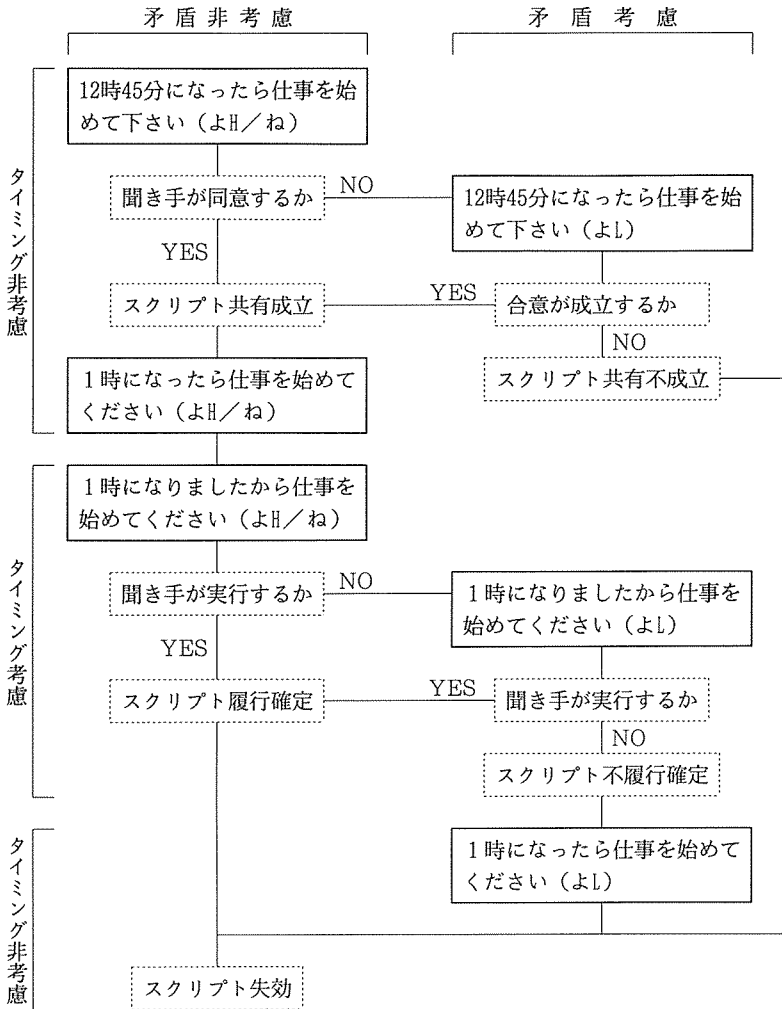 矛盾非考慮
矛盾考慮
タイミング非考慮
12時45分になったら仕事を始
めて下さい（よH／ね）
聞き手が同意するか
NO
12時45分になったら仕事を始
めて下さい（よL）
YES
スクリプト共有成立
YES
合意が成立するか
NO
スクリプト共有不成立
1時になったら仕事を始めて
ください（よH／ね）
タイミング考慮
1時になりましたから仕事を
始めてください（よH／ね）
聞き手が実行するか
NO
1時になりましたから仕事を
始めてください（よL）
YES
スクリプト履行確定
YES
聞き手が実行するか
NO
スクリプト不履行確定
タイミング非考慮
1時になったら仕事を始めて
ください（よL）
スクリプト失効